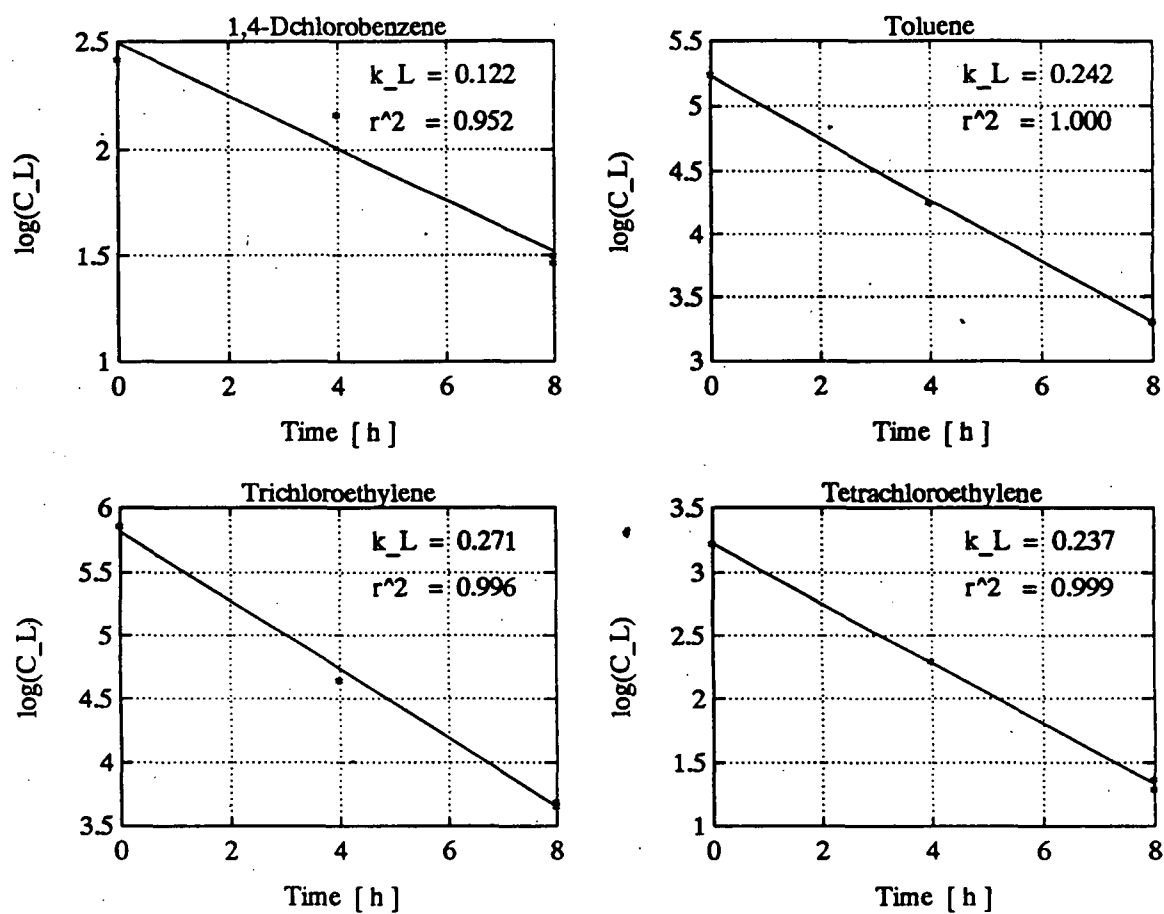 1,4-Dchlorobenzene
k_L = 0.122
r^2 = 0.952
log(C_L)
2.5
2
1.5
1
0 2 4 6 8
Time [ h ]
Toluene
k_L = 0.242
r^2 = 1.000
log(C_L)
5.5
5
4.5
4
3.5
3
0 2 4 6 8
Time [ h ]
Trichloroethylene
k_L = 0.271
r^2 = 0.996
log(C_L)
6
5.5
5
4.5
4
3.5
0 2 4 6 8
Time [ h ]
Tetrachloroethylene
k_L = 0.237
r^2 = 0.999
log(C_L)
3.5
3
2.5
2
1.5
1
0 2 4 6 8
Time [ h ]